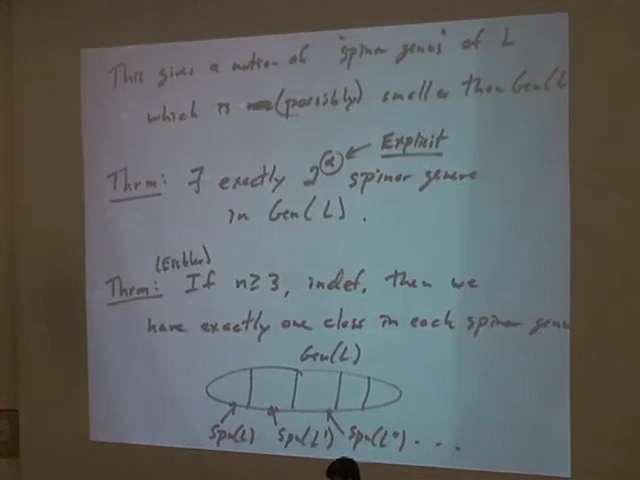 This gives a notion of "spinor genus" of L
which is (possibly) smaller than Gen(L
Thrm: ∃ exactly 2^α spinor genera
Explicit
in Gen(L).
(Eichler)
Thrm: If n≥3, indef, then we
have exactly one class in each spinor genus
Gen(L)
Spn(L) Spn(L') Spn(L") . . .